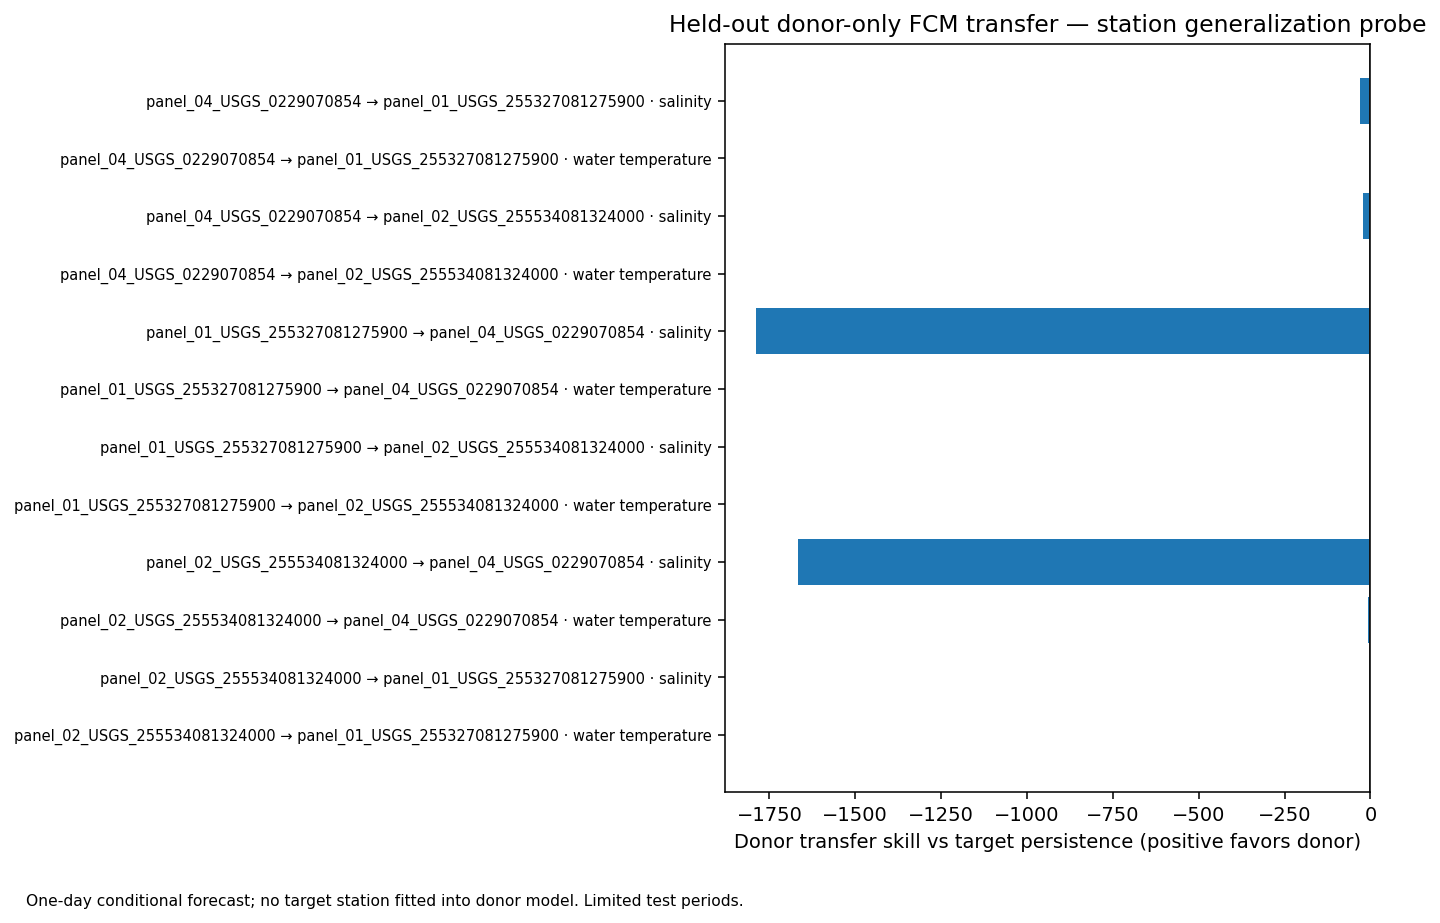 Held-out donor-only FCM transfer — station generalization probe
panel_04_USGS_0229070854 → panel_01_USGS_255327081275900 · salinity
panel_04_USGS_0229070854 → panel_01_USGS_255327081275900 · water temperature
panel_04_USGS_0229070854 → panel_02_USGS_255534081324000 · salinity
panel_04_USGS_0229070854 → panel_02_USGS_255534081324000 · water temperature
panel_01_USGS_255327081275900 → panel_04_USGS_0229070854 · salinity
panel_01_USGS_255327081275900 → panel_04_USGS_0229070854 · water temperature
panel_01_USGS_255327081275900 → panel_02_USGS_255534081324000 · salinity
panel_01_USGS_255327081275900 → panel_02_USGS_255534081324000 · water temperature
panel_02_USGS_255534081324000 → panel_04_USGS_0229070854 · salinity
panel_02_USGS_255534081324000 → panel_04_USGS_0229070854 · water temperature
panel_02_USGS_255534081324000 → panel_01_USGS_255327081275900 · salinity
panel_02_USGS_255534081324000 → panel_01_USGS_255327081275900 · water temperature
−1750 −1500 −1250 −1000 −750 −500 −250 0
Donor transfer skill vs target persistence (positive favors donor)
One-day conditional forecast; no target station fitted into donor model. Limited test periods.